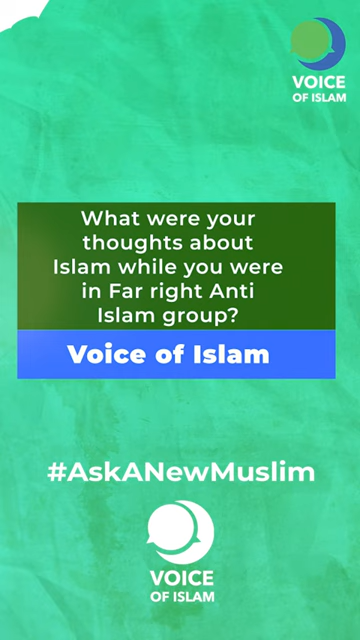 VOICE
OF ISLAM
What were your
thoughts about
Islam while you were
in Far right Anti
Islam group?
Voice of Islam
#AskANewMuslim
VOICE
OF ISLAM